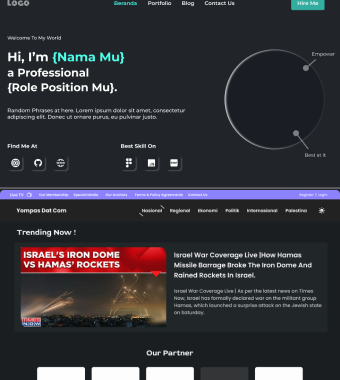 LOGO
Beranda Portfolio Blog Contact Us Hire Me
Welcome To My World
Hi, I'm {Nama Mu}
a Professional
{Role Position Mu}.
Random Phrases at here. Lorem ipsum dolor sit amet, consectetur
adipiscing elit. Donec ut ornare purus, eu pulvinar justo.
Find Me At
Best Skill On
Empower
Best at it
Live TV Our Membership Special Media Our Analists Terms & Policy Agreements Contact Us Register | Login
Yompas Dat Com
Nasional Regional Ekonomi Politik Internasional Palestina
Trending Now !
ISRAEL'S IRON DOME
VS HAMAS' ROCKETS
NOW
Israel War Coverage Live |How Hamas
Missile Barrage Broke The Iron Dome And
Rained Rockets In Israel.
Israel War Coverage Live | As per the latest news on Times
Now, Israel has formally declared war on the militant group
Hamas, which launched a surprise attack on the Jewish state
on Saturday.
Our Partner